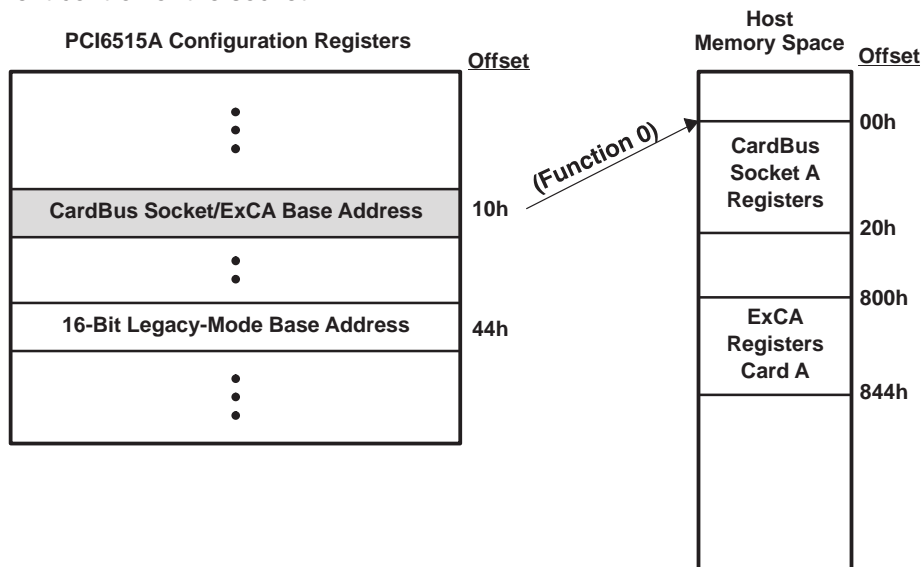 PCI6515A Configuration Registers
Offset
CardBus Socket/ExCA Base Address
10h
16-Bit Legacy-Mode Base Address
44h
(Function 0)
Host
Memory Space
Offset
00h
CardBus
Socket A
Registers
20h
800h
ExCA
Registers
Card A
844h